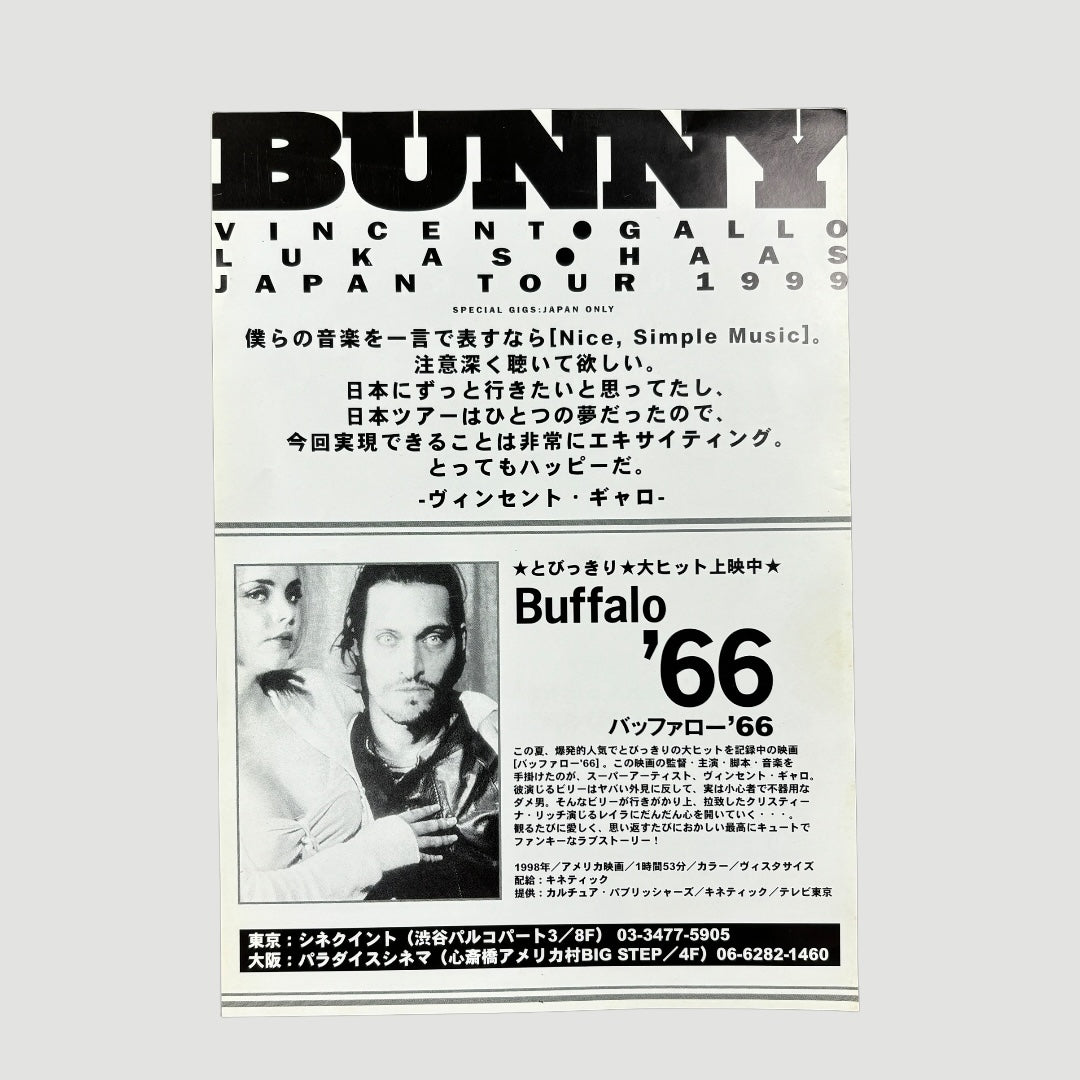 BUNNY
VINCENT●GALLO
LUKAS●HAAS
JAPAN TOUR 1999
SPECIAL GIGS:JAPAN ONLY
僕らの音楽を一言で表すなら[Nice, Simple Music]。
注意深く聴いて欲しい。
日本にずっと行きたいと思ってたし、
日本ツアーはひとつの夢だったので、
今回実現できることは非常にエキサイティング。
とってもハッピーだ。
-ヴィンセント・ギャロ-
★とびっきり★大ヒット上映中★
Buffalo
’66
バッファロー’66
この夏、爆発的人気でとびっきりの大ヒットを記録中の映画
[バッファロー’66]。この映画の監督・主演・脚本・音楽を
手掛けたのが、スーパーアーティスト、ヴィンセント・ギャロ。
彼演じるビリーはヤバい外見に反して、実は小心者で不器用な
ダメ男。そんなビリーが行きがかり上、拉致したクリスティー
ナ・リッチ演じるレイラにだんだん心を開いていく・・・。
観るたびに愛しく、思い返すたびにおかしい最高にキュートで
ファンキーなラブストーリー！
1998年／アメリカ映画／1時間53分／カラー／ヴィスタサイズ
配給：キネティック
提供：カルチュア・パブリッシャーズ／キネティック／テレビ東京
東京：シネクイント（渋谷パルコパート3／8F） 03-3477-5905
大阪：パラダイスシネマ（心斎橋アメリカ村BIG STEP／4F）06-6282-1460